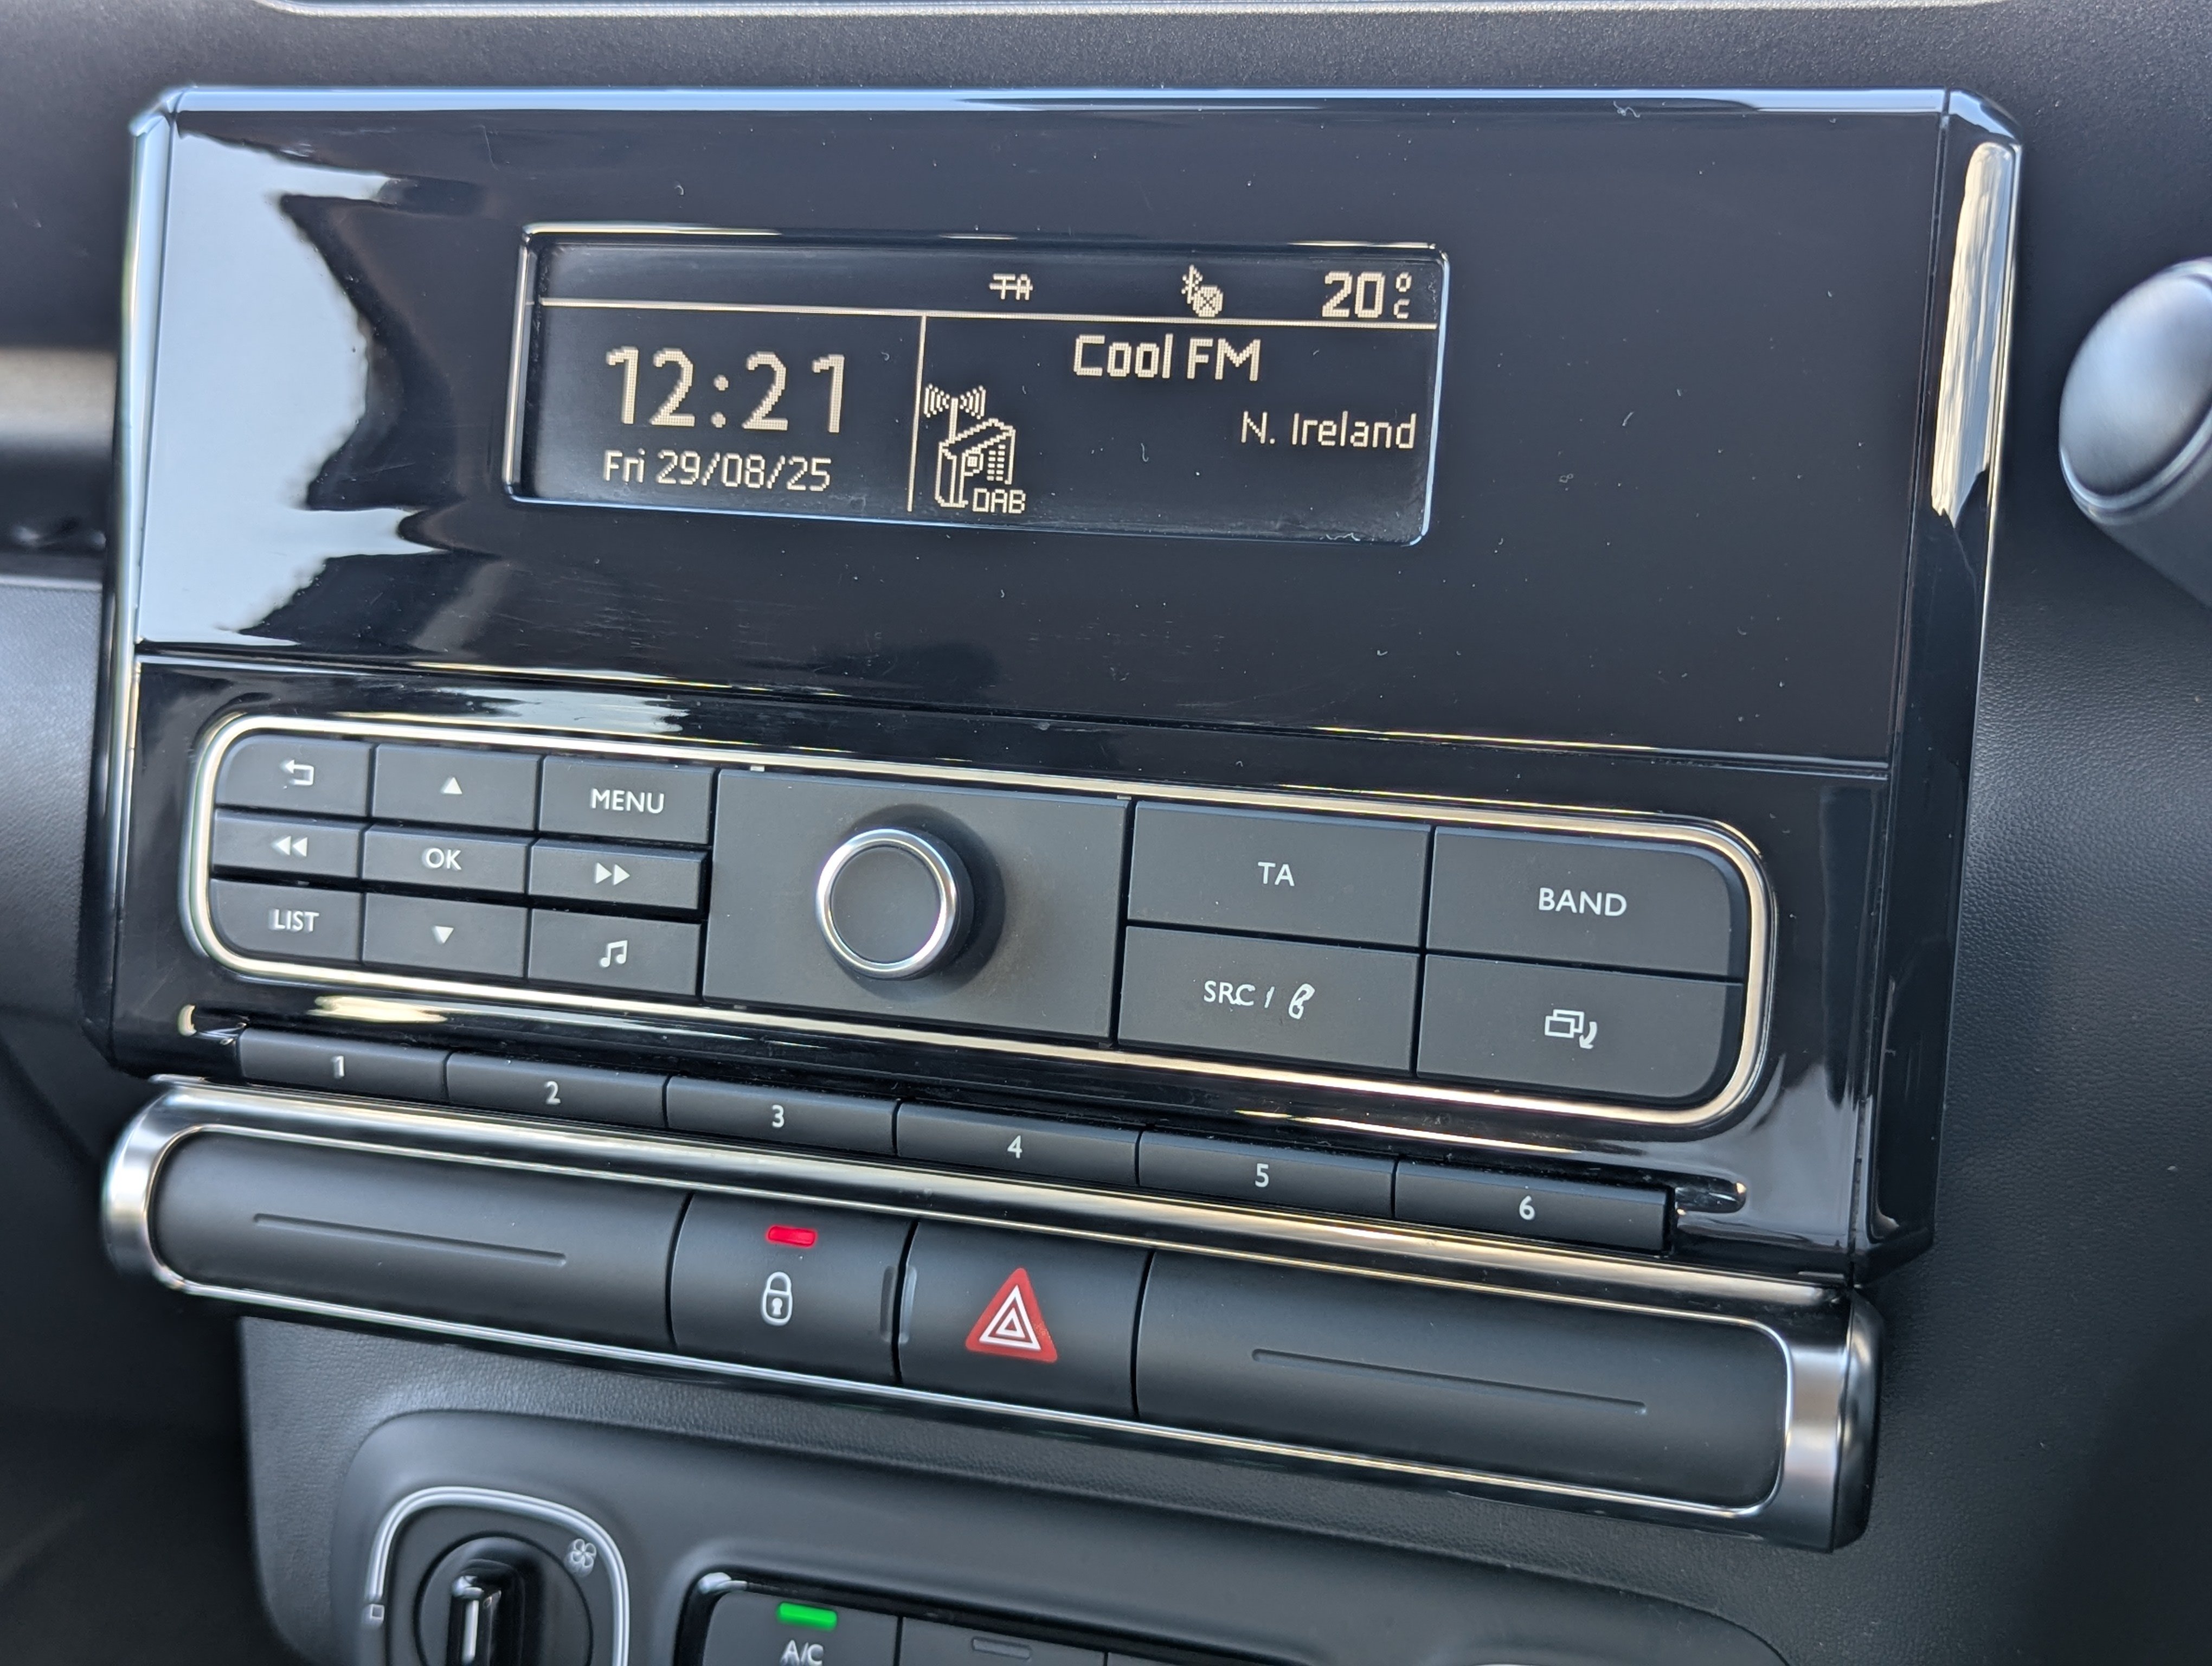 TA
20°C
12:21
Fri 29/08/25
Cool FM
N. Ireland
DAB
MENU
OK
LIST
TA
BAND
SRC /
1
2
3
4
5
6
A/C